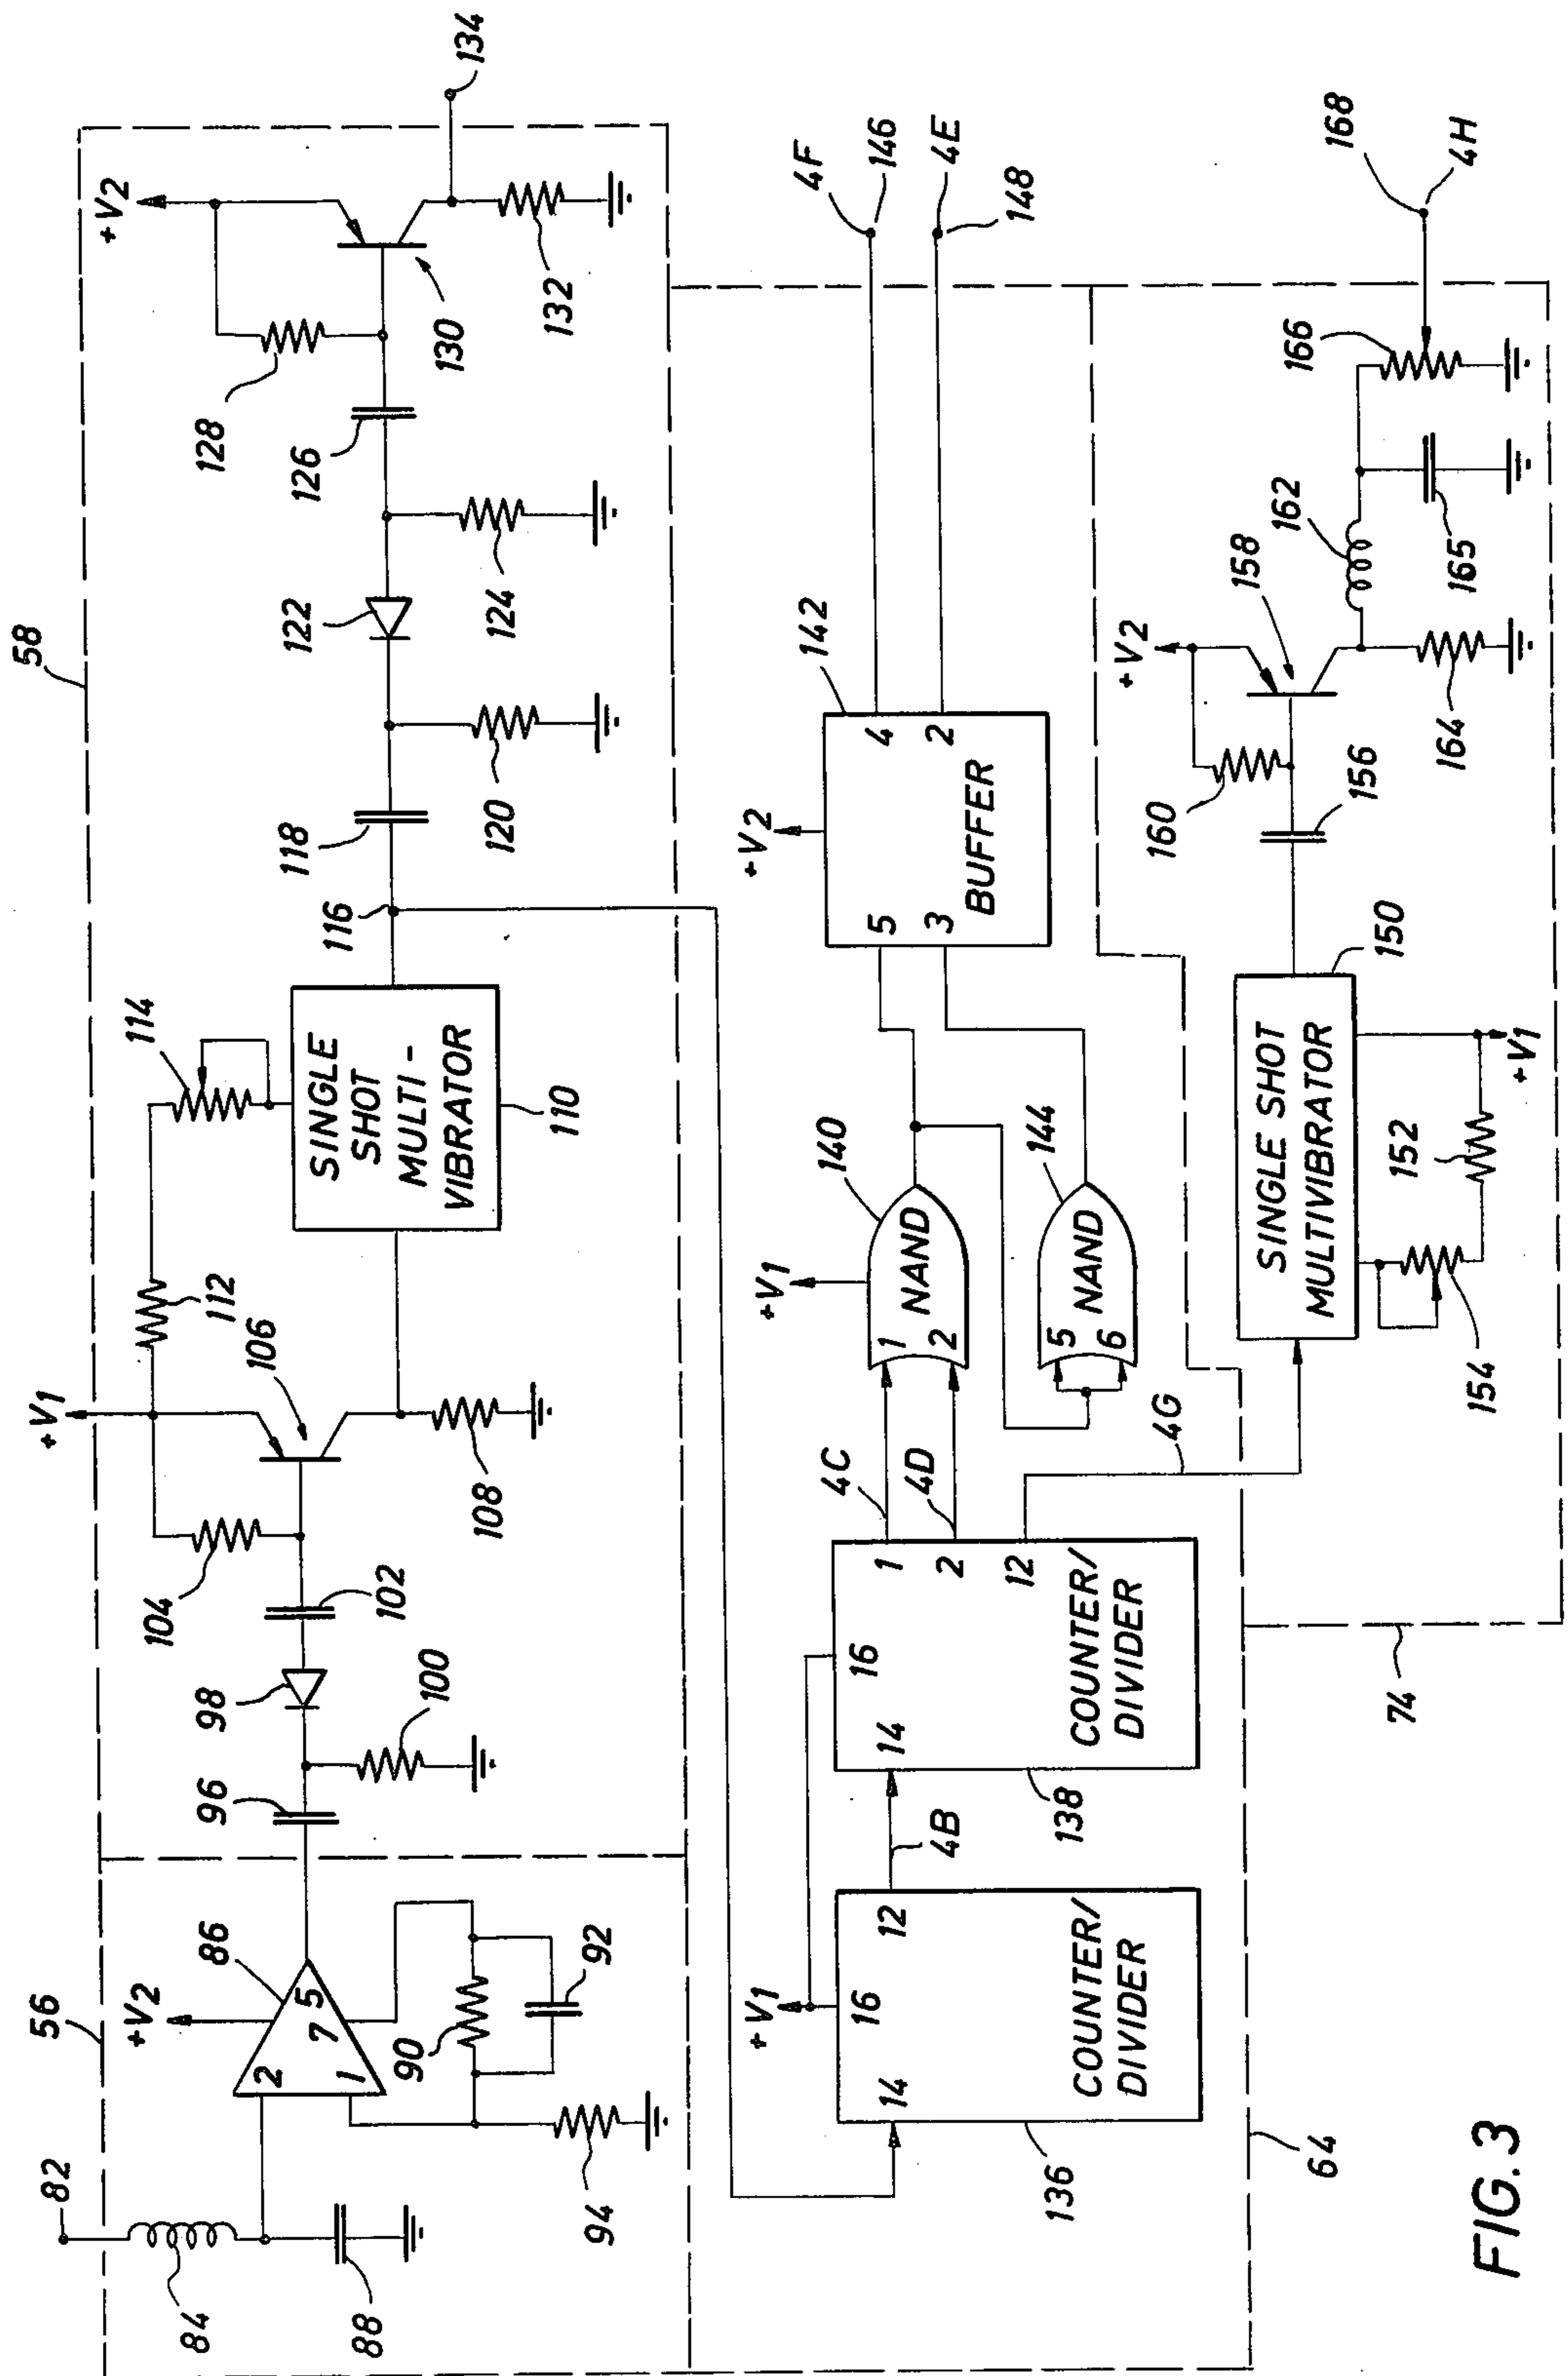 56
82
84
88
+V2
86
2
1
5
7
90
92
94
58
96
98
100
102
104
+V1
106
108
112
114
SINGLE
SHOT
MULTI-
VIBRATOR
110
116
118
120
122
124
126
128
+V2
130
132
134
+V1
14
16
12
COUNTER/
DIVIDER
136
4B
14
16
1
2
12
COUNTER/
DIVIDER
138
4C
4D
4G
+V1
1
2
NAND
140
5
6
NAND
144
+V2
5
3
4
2
BUFFER
142
4F
146
4E
148
64
74
SINGLE SHOT
MULTIVIBRATOR
150
152
154
+V1
156
160
+V2
158
162
164
165
166
168
4H
FIG. 3